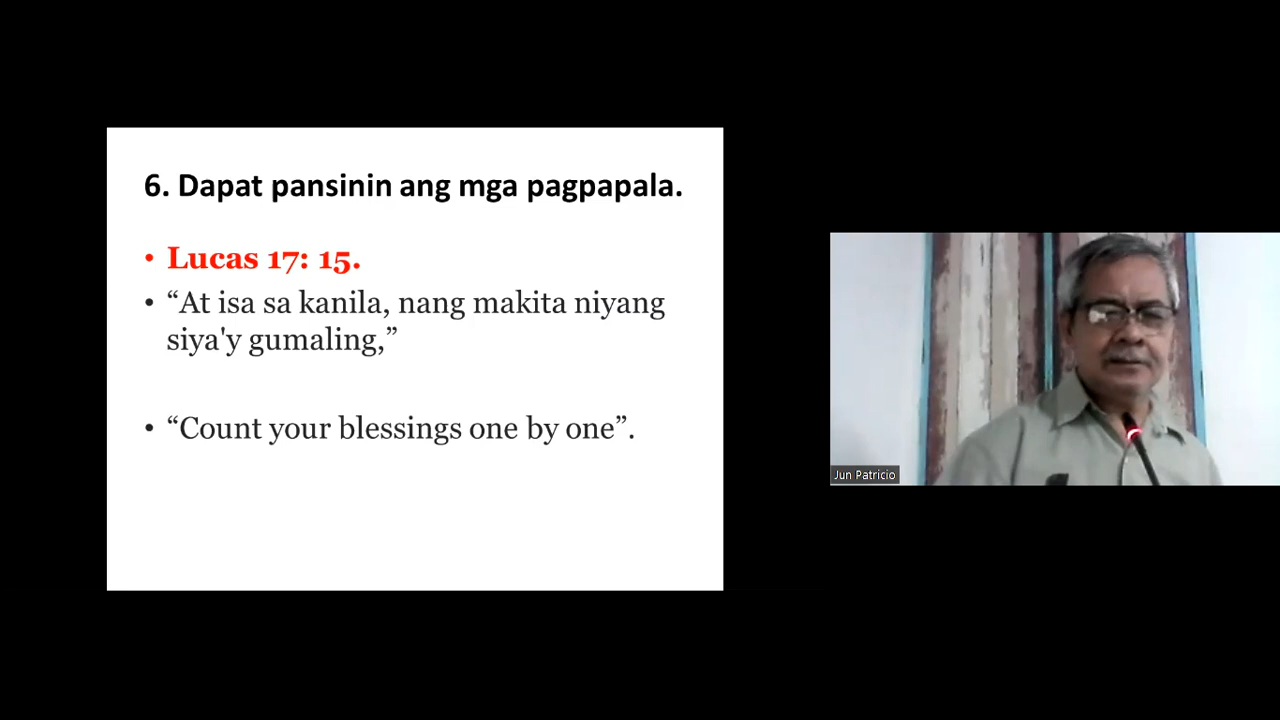 6. Dapat pansinin ang mga pagpapala.
• Lucas 17: 15.
• “At isa sa kanila, nang makita niyang
siya'y gumaling,”
• “Count your blessings one by one”.
Jun Patricio